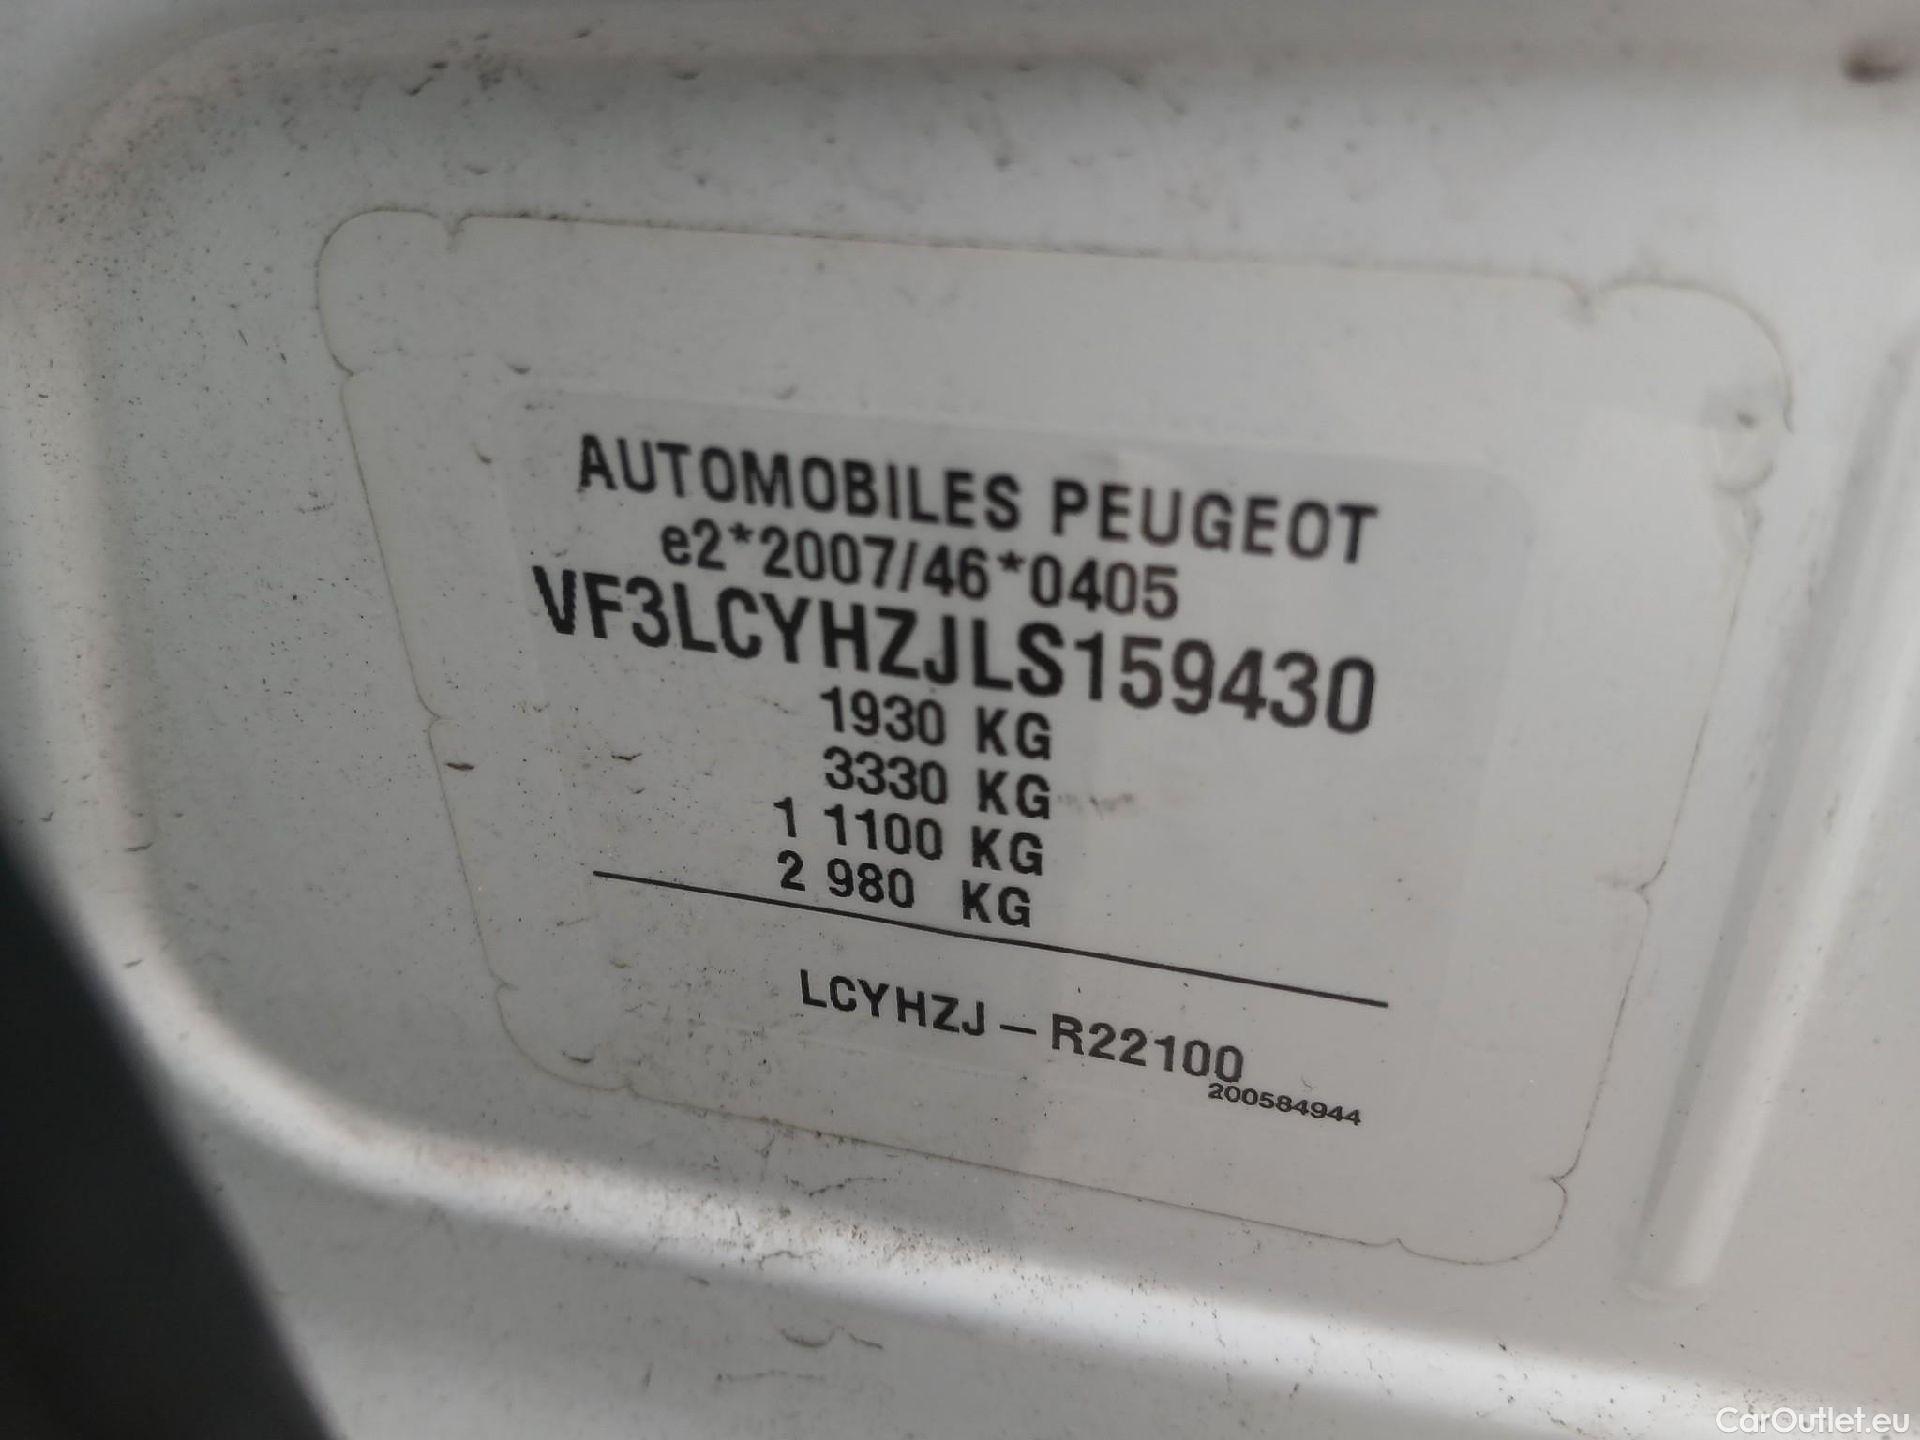 AUTOMOBILES PEUGEOT
e2*2007/46*0405
VF3LCYHZJLS159430
1930 KG
3330 KG
1 1100 KG
2 980 KG
LCYHZJ – R22100
200584944
CarOutlet.eu